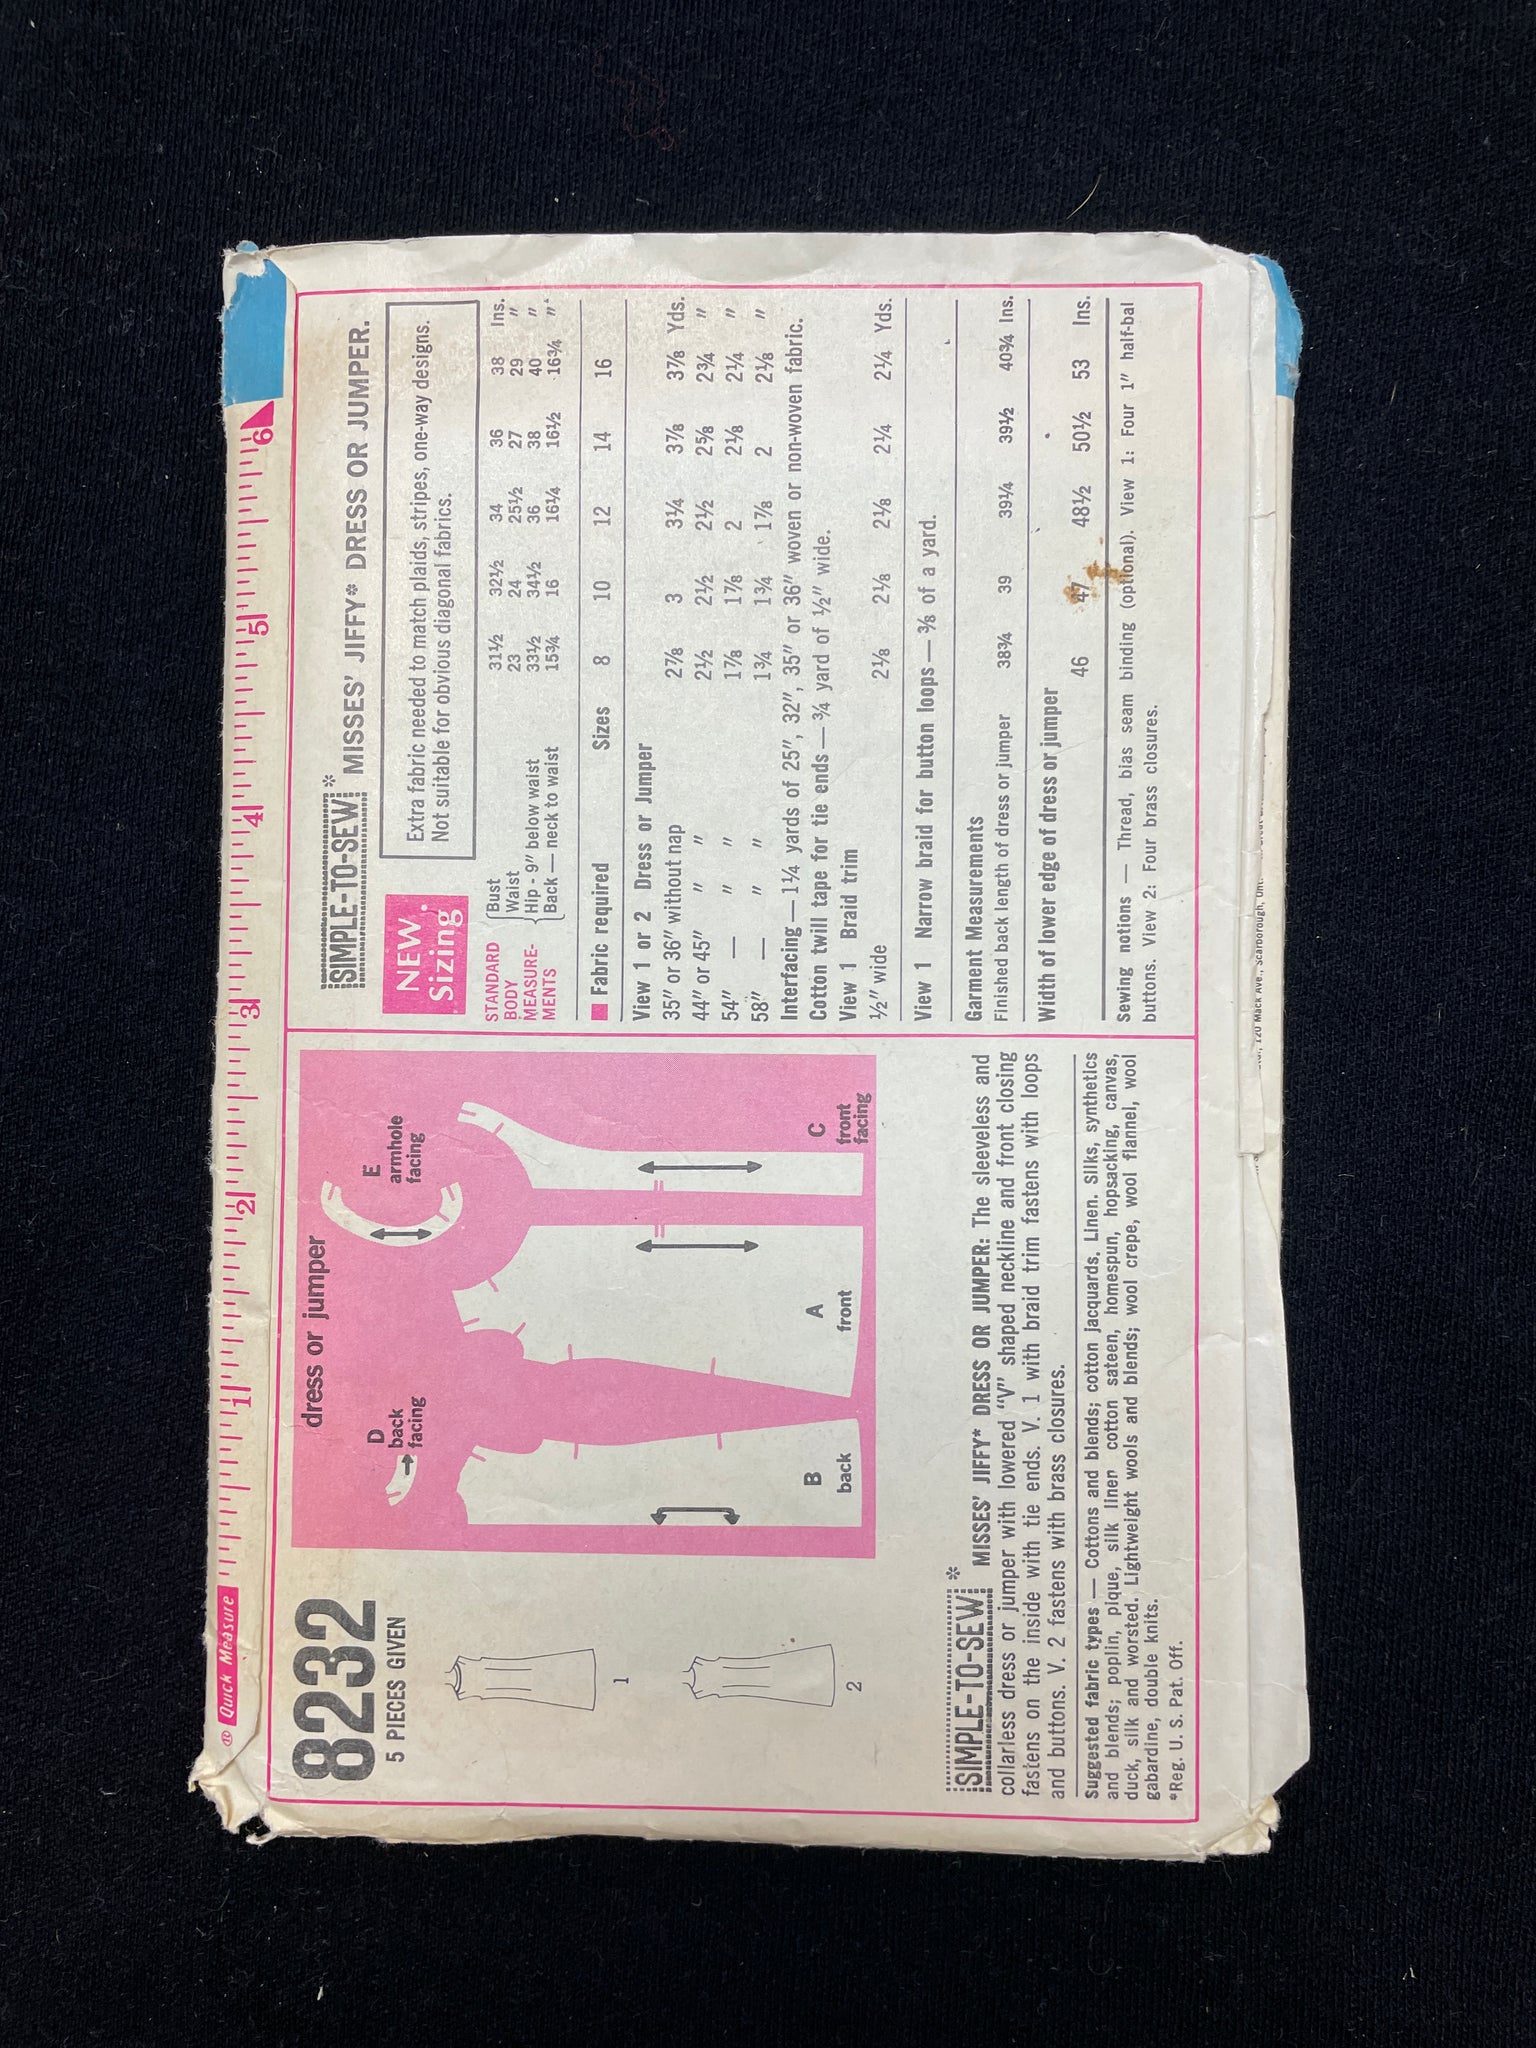 ® Quick Measure 1 2 3 4 5 6
8232
5 PIECES GIVEN
1
2
dress or jumper
D
back
facing
E
armhole
facing
B
back
A
front
C
front
facing
SIMPLE-TO-SEW* MISSES' JIFFY* DRESS OR JUMPER: The sleeveless and
collarless dress or jumper with lowered "V" shaped neckline and front closing
fastens on the inside with tie ends. V. 1 with braid trim fastens with loops
and buttons. V. 2 fastens with brass closures.
Suggested fabric types — Cottons and blends; cotton jacquards. Linen. Silks, synthetics
and blends; poplin, pique, silk linen, cotton sateen, homespun, hopsacking, canvas,
duck, silk and worsted. Lightweight wools and blends; wool crepe, wool flannel, wool
gabardine, double knits.
*Reg. U. S. Pat. Off.
SIMPLE-TO-SEW* MISSES' JIFFY* DRESS OR JUMPER.
NEW
Sizing
Extra fabric needed to match plaids, stripes, one-way designs.
Not suitable for obvious diagonal fabrics.
STANDARD BODY MEASURE-MENTS
Bust 31½ 32½ 34 36 38 Ins.
Waist 23 24 25½ 27 29 "
Hip - 9" below waist 33½ 34½ 36 38 40 "
Back — neck to waist 15¾ 16 16¼ 16½ 16¾ "
Fabric required Sizes 8 10 12 14 16
View 1 or 2 Dress or Jumper
35" or 36" without nap 2⅞ 3 3¼ 3⅞ 3⅞ Yds.
44" or 45" " " 2½ 2½ 2½ 2⅝ 2¾ "
54" — " " 1⅞ 1⅞ 2 2⅛ 2¼ "
58" — " " 1¾ 1¾ 1⅞ 2 2⅛ "
Interfacing — 1¼ yards of 25", 32", 35" or 36" woven or non-woven fabric.
Cotton twill tape for tie ends — ¾ yard of ½" wide.
View 1 Braid trim
½" wide 2⅛ 2⅛ 2⅛ 2¼ 2¼ Yds.
View 1 Narrow braid for button loops — ⅜ of a yard.
Garment Measurements
Finished back length of dress or jumper 38¾ 39 39¼ 39½ 40¾ Ins.
Width of lower edge of dress or jumper
46 47 48½ 50½ 53 Ins.
Sewing notions — Thread, bias seam binding (optional). View 1: Four 1" half-bal
buttons. View 2: Four brass closures.
120 Mack Ave., Scarborough, Ont.